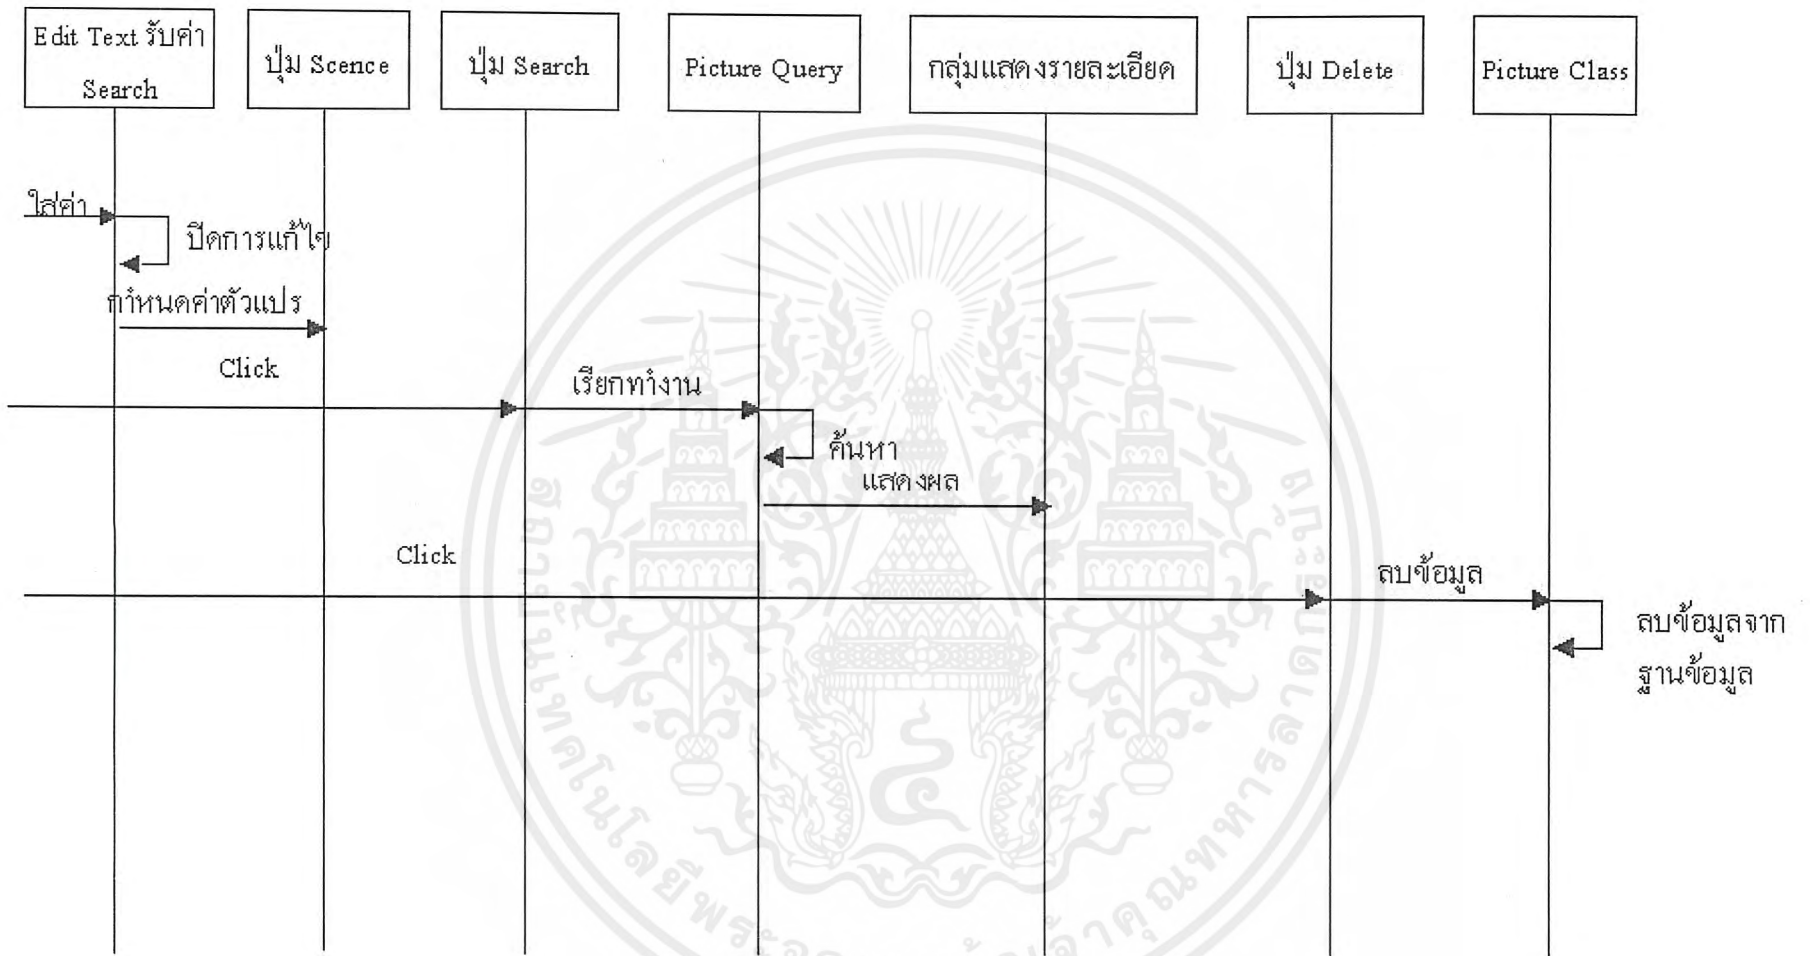 Edit Text รับค่า
Search
ปุ่ม Scence
ปุ่ม Search
Picture Query
กลุ่มแสดงรายละเอียด
ปุ่ม Delete
Picture Class
ใส่ค่า
ปิดการแก้ไข
กำหนดค่าตัวแปร
Click
เรียกทำงาน
ค้นหา
แสดงผล
Click
ลบข้อมูล
ลบข้อมูลจาก
ฐานข้อมูล